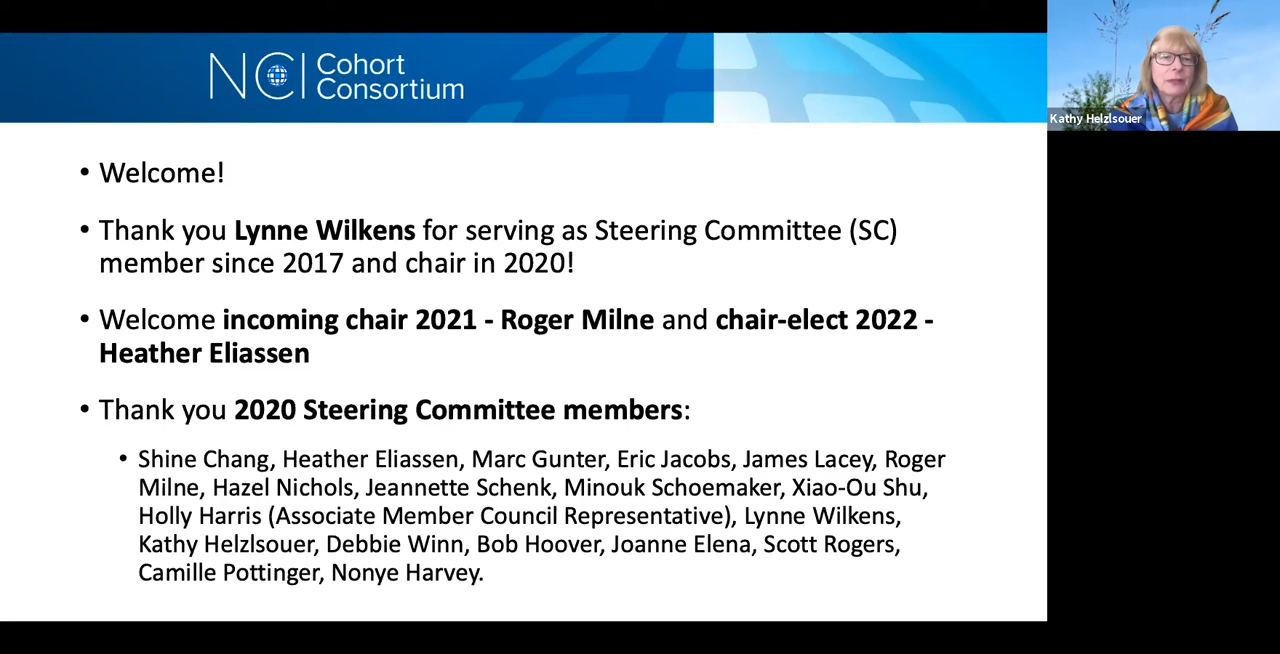 NCI Cohort
Consortium
Kathy Helzlsouer
• Welcome!
• Thank you Lynne Wilkens for serving as Steering Committee (SC)
member since 2017 and chair in 2020!
• Welcome incoming chair 2021 - Roger Milne and chair-elect 2022 -
Heather Eliassen
• Thank you 2020 Steering Committee members:
• Shine Chang, Heather Eliassen, Marc Gunter, Eric Jacobs, James Lacey, Roger
Milne, Hazel Nichols, Jeannette Schenk, Minouk Schoemaker, Xiao-Ou Shu,
Holly Harris (Associate Member Council Representative), Lynne Wilkens,
Kathy Helzlsouer, Debbie Winn, Bob Hoover, Joanne Elena, Scott Rogers,
Camille Pottinger, Nonye Harvey.